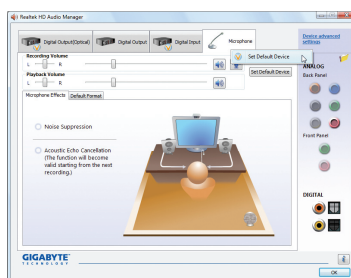 Realtek HD Audio Manager
Digital Output(Optical)
Digital Output
Digital Input
Microphone
Device advanced
settings
Set Default Device
Recording Volume
L
R
Set Default Device
Playback Volume
L
R
Microphone Effects
Default Format
Noise Suppression
Acoustic Echo Cancellation
(The function will become
valid starting from the next
recording.)
ANALOG
Back Panel
Front Panel
DIGITAL
GIGABYTE
TECHNOLOGY
OK